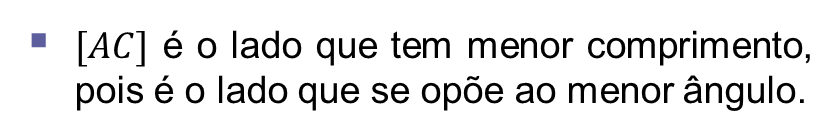 ▪ [AC] é o lado que tem menor comprimento,
pois é o lado que se opõe ao menor ângulo.